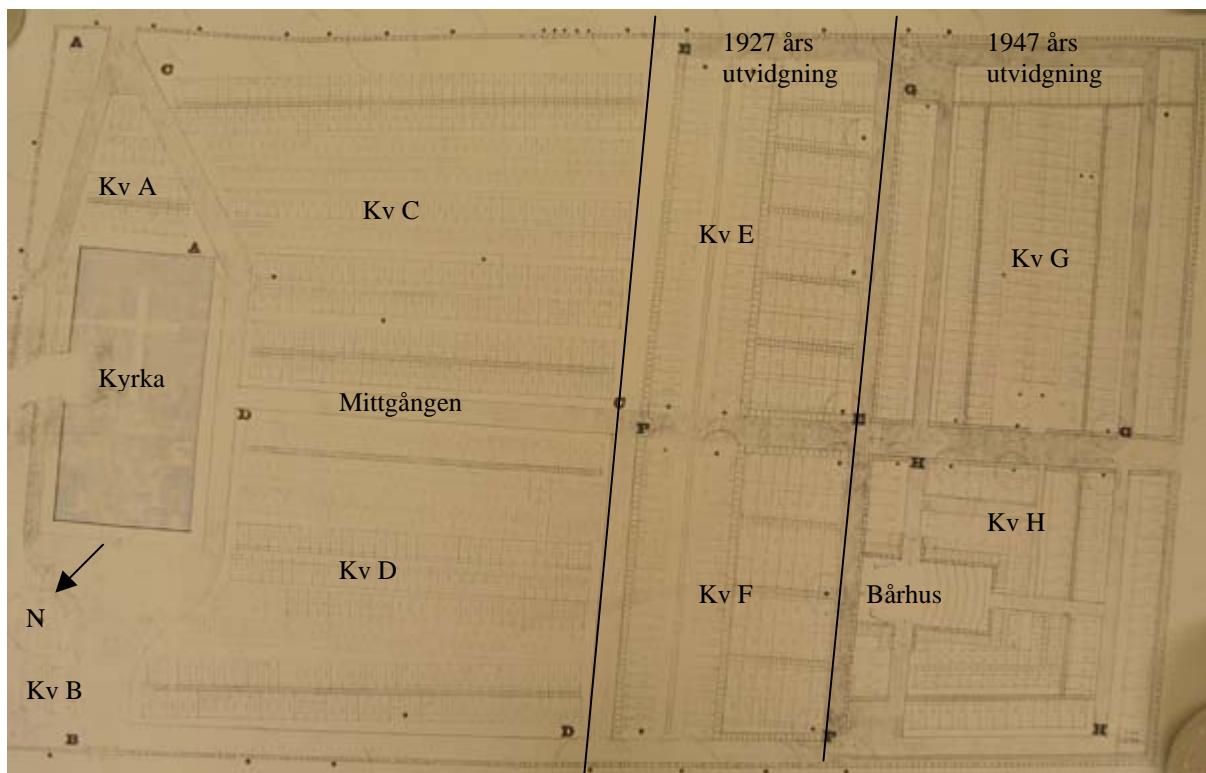 1927 års
utvidgning
1947 års
utvidgning
A
C
E
G
Kv A
Kv C
Kv E
Kv G
A
Kyrka
Mittgången
D
C
F
E
G
H
Kv H
Kv D
Kv F
Bårhus
N
Kv B
B
D
F
H